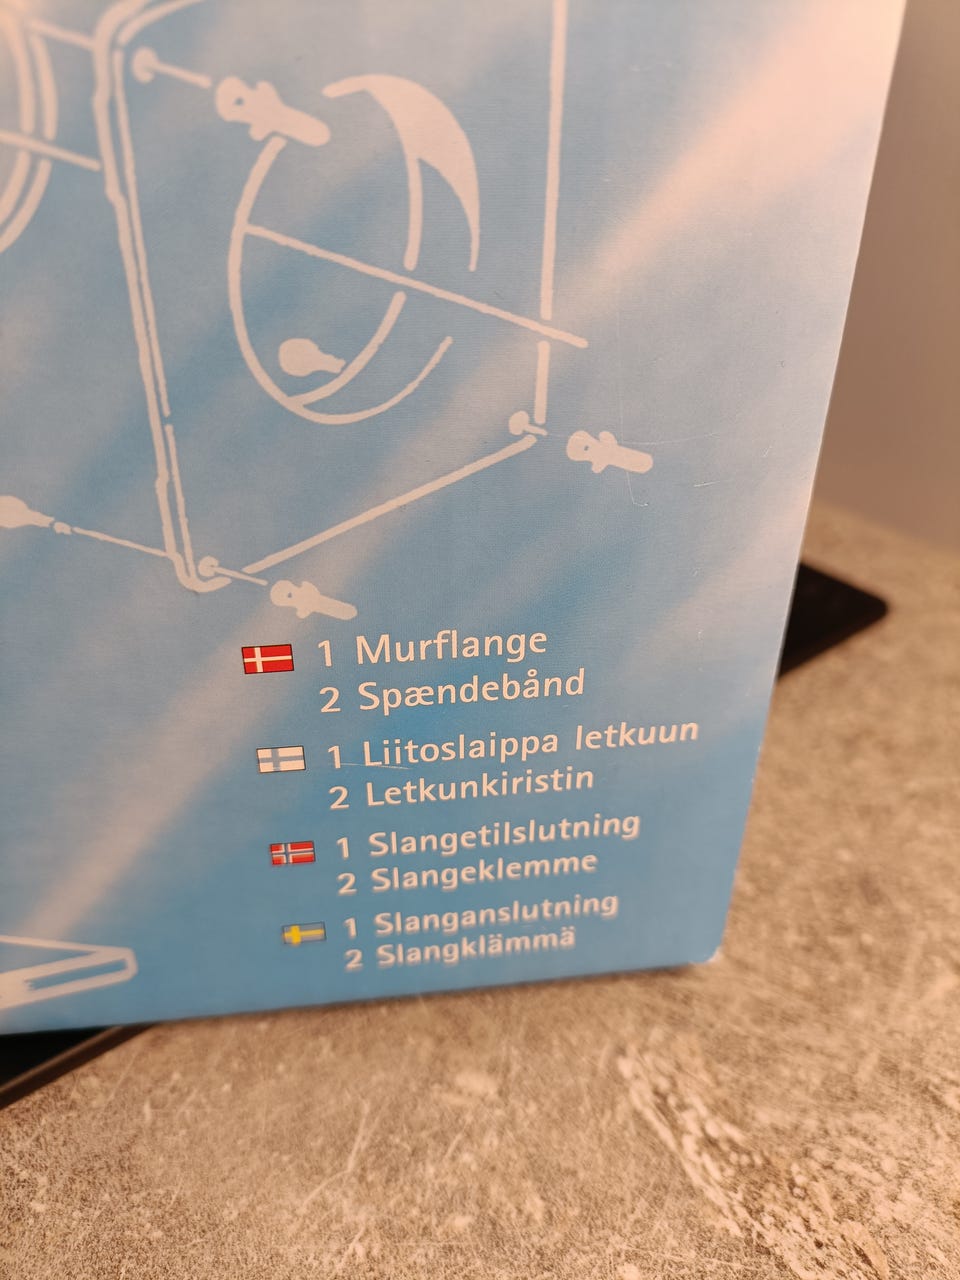 1 Murflange
2 Spændebånd
1 Liitoslaippa letkuun
2 Letkunkiristin
1 Slangetilslutning
2 Slangeklemme
1 Slanganslutning
2 Slangklämmä